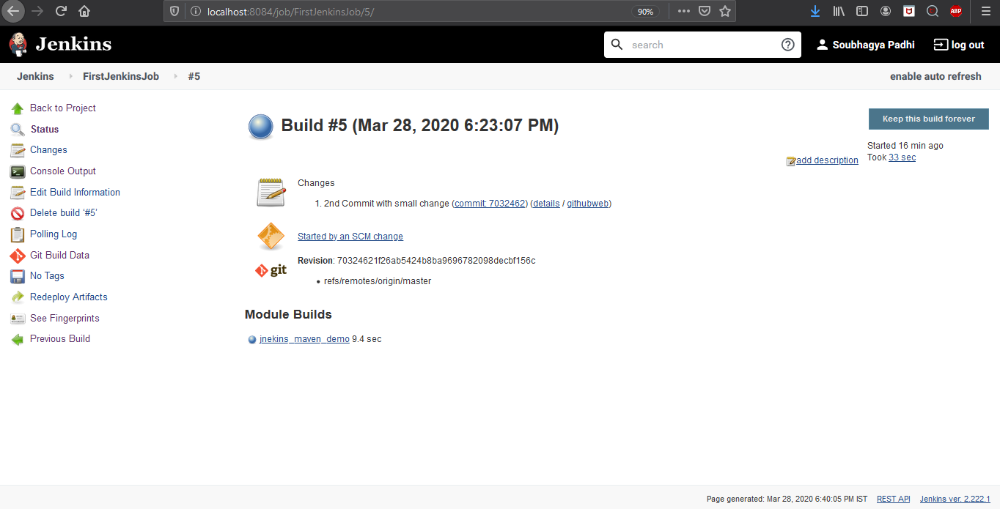 localhost:8084/job/FirstJenkinsJob/5/ 90% ABP
Jenkins search Soubhagya Padhi log out
Jenkins FirstJenkinsJob #5 enable auto refresh
Back to Project
Status
Changes
Console Output
Edit Build Information
Delete build ‘#5’
Polling Log
Git Build Data
No Tags
Redeploy Artifacts
See Fingerprints
Previous Build
Build #5 (Mar 28, 2020 6:23:07 PM)
Keep this build forever
Started 16 min ago
Took 33 sec
add description
Changes
1. 2nd Commit with small change (commit: 7032462) (details / githubweb)
Started by an SCM change
git
Revision: 70324621f26ab5424b8ba9696782098decbf156c
• refs/remotes/origin/master
Module Builds
jnekins_maven_demo 9.4 sec
Page generated: Mar 28, 2020 6:40:05 PM IST REST API Jenkins ver. 2.222.1